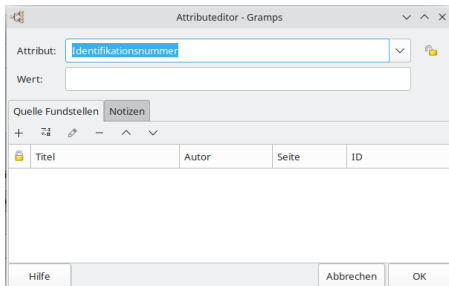 Attributeditor - Gramps
Attribut: Identifikationsnummer
Wert:
Quelle Fundstellen Notizen
Titel Autor Seite ID
Hilfe Abbrechen OK